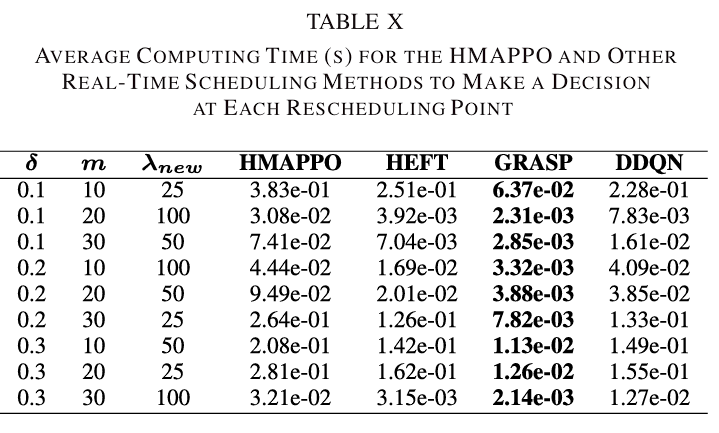 TABLE X
AVERAGE COMPUTING TIME (S) FOR THE HMAPPO AND OTHER
REAL-TIME SCHEDULING METHODS TO MAKE A DECISION
AT EACH RESCHEDULING POINT
δ m λnew HMAPPO HEFT GRASP DDQN
0.1 10 25 3.83e-01 2.51e-01 6.37e-02 2.28e-01
0.1 20 100 3.08e-02 3.92e-03 2.31e-03 7.83e-03
0.1 30 50 7.41e-02 7.04e-03 2.85e-03 1.61e-02
0.2 10 100 4.44e-02 1.69e-02 3.32e-03 4.09e-02
0.2 20 50 9.49e-02 2.01e-02 3.88e-03 3.85e-02
0.2 30 25 2.64e-01 1.26e-01 7.82e-03 1.33e-01
0.3 10 50 2.08e-01 1.42e-01 1.13e-02 1.49e-01
0.3 20 25 2.81e-01 1.62e-01 1.26e-02 1.55e-01
0.3 30 100 3.21e-02 3.15e-03 2.14e-03 1.27e-02